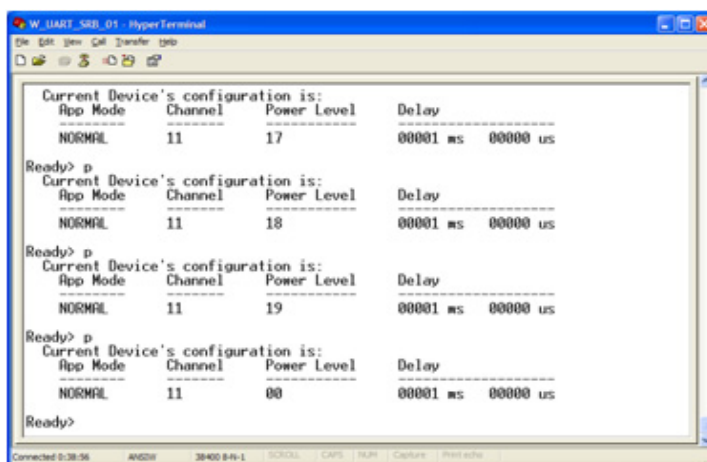 W_UART_SRB_01 - HyperTerminal
File Edit View Call Transfer Help
Current Device's configuration is:
App Mode Channel Power Level Delay
-------- ------- ----------- --------------------
NORMAL 11 17 00001 ms 00000 us
Ready> p
Current Device's configuration is:
App Mode Channel Power Level Delay
-------- ------- ----------- --------------------
NORMAL 11 18 00001 ms 00000 us
Ready> p
Current Device's configuration is:
App Mode Channel Power Level Delay
-------- ------- ----------- --------------------
NORMAL 11 19 00001 ms 00000 us
Ready> p
Current Device's configuration is:
App Mode Channel Power Level Delay
-------- ------- ----------- --------------------
NORMAL 11 00 00001 ms 00000 us
Ready>
Connected 0:38:56 ANSIW 38400 8-N-1 SCROLL CAPS NUM Capture Print echo